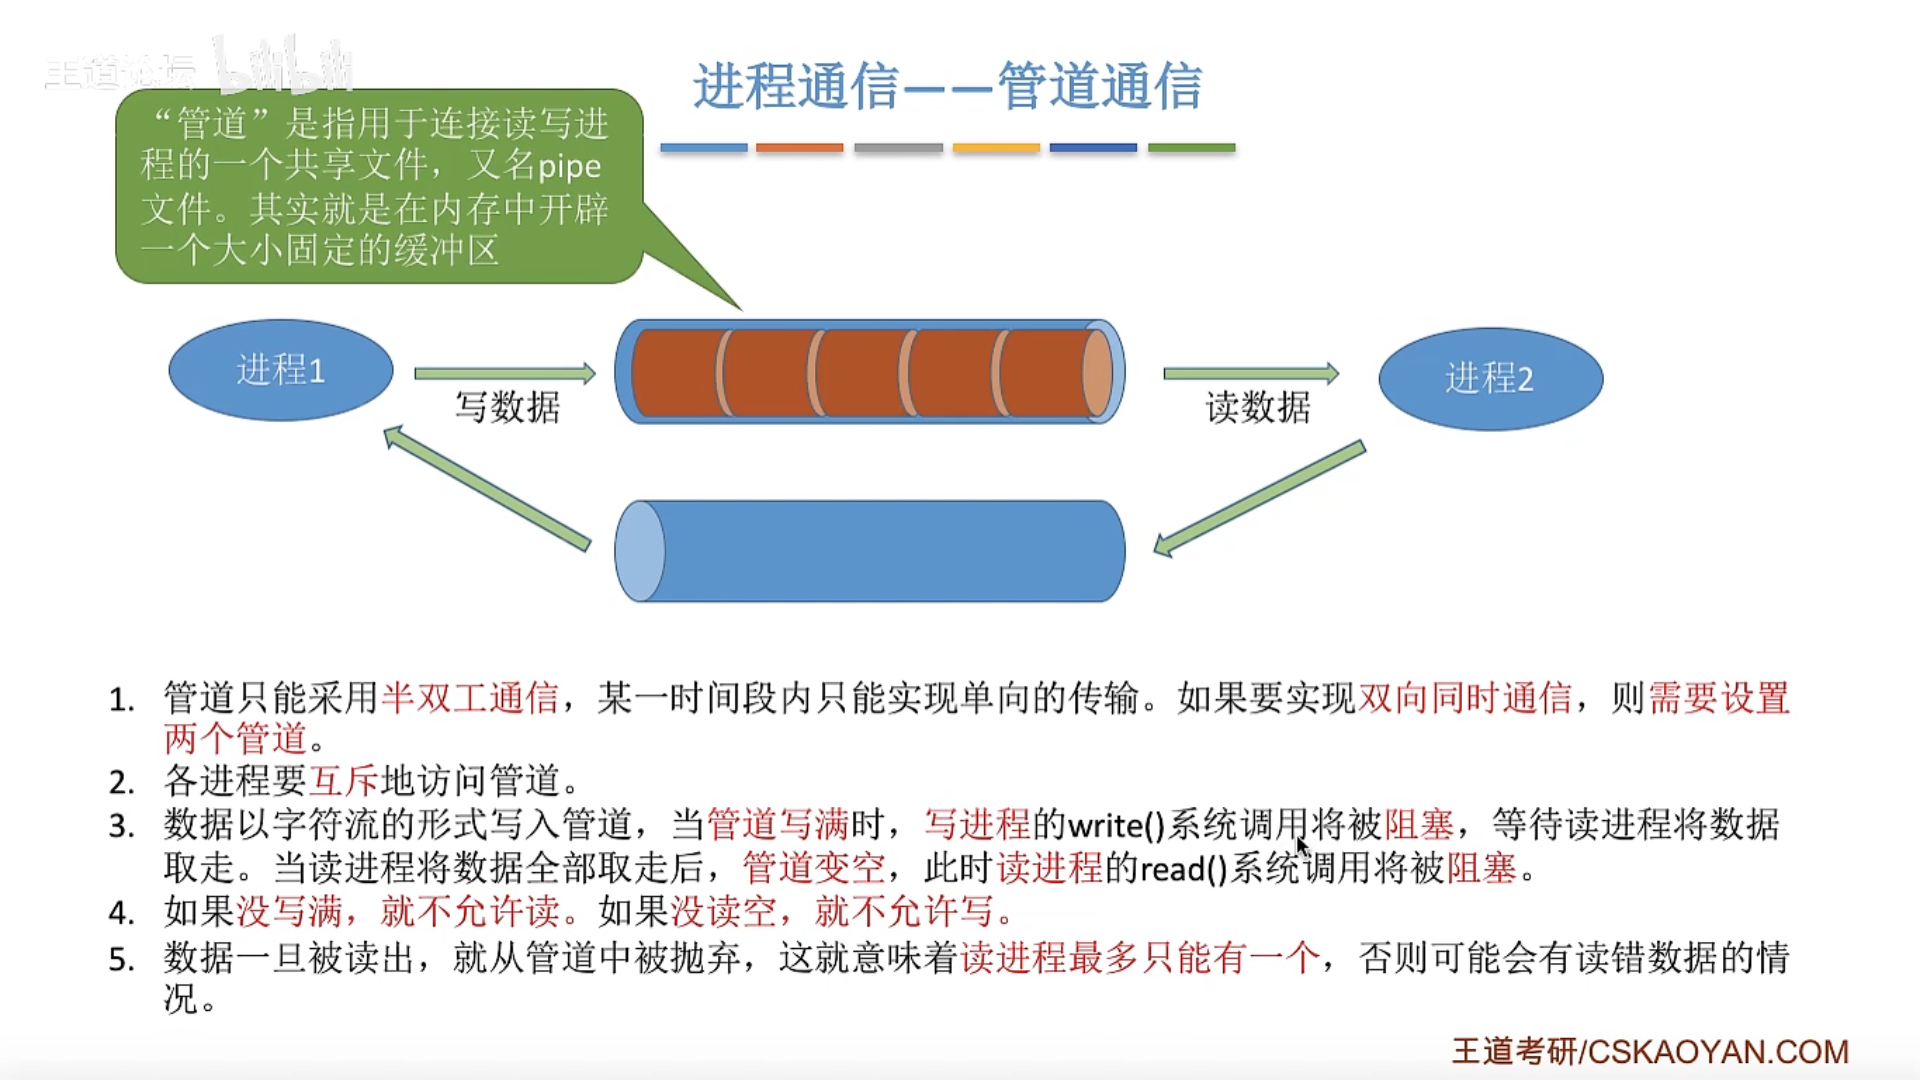 王道论坛 bilibili
进程通信——管道通信
“管道”是指用于连接读写进
程的一个共享文件，又名pipe
文件。其实就是在内存中开辟
一个大小固定的缓冲区
进程1
写数据
读数据
进程2
1. 管道只能采用半双工通信，某一时间段内只能实现单向的传输。如果要实现双向同时通信，则需要设置
两个管道。
2. 各进程要互斥地访问管道。
3. 数据以字符流的形式写入管道，当管道写满时，写进程的write()系统调用将被阻塞，等待读进程将数据
取走。当读进程将数据全部取走后，管道变空，此时读进程的read()系统调用将被阻塞。
4. 如果没写满，就不允许读。如果没读空，就不允许写。
5. 数据一旦被读出，就从管道中被抛弃，这就意味着读进程最多只能有一个，否则可能会有读错数据的情
况。
王道考研/CSKAOYAN.COM